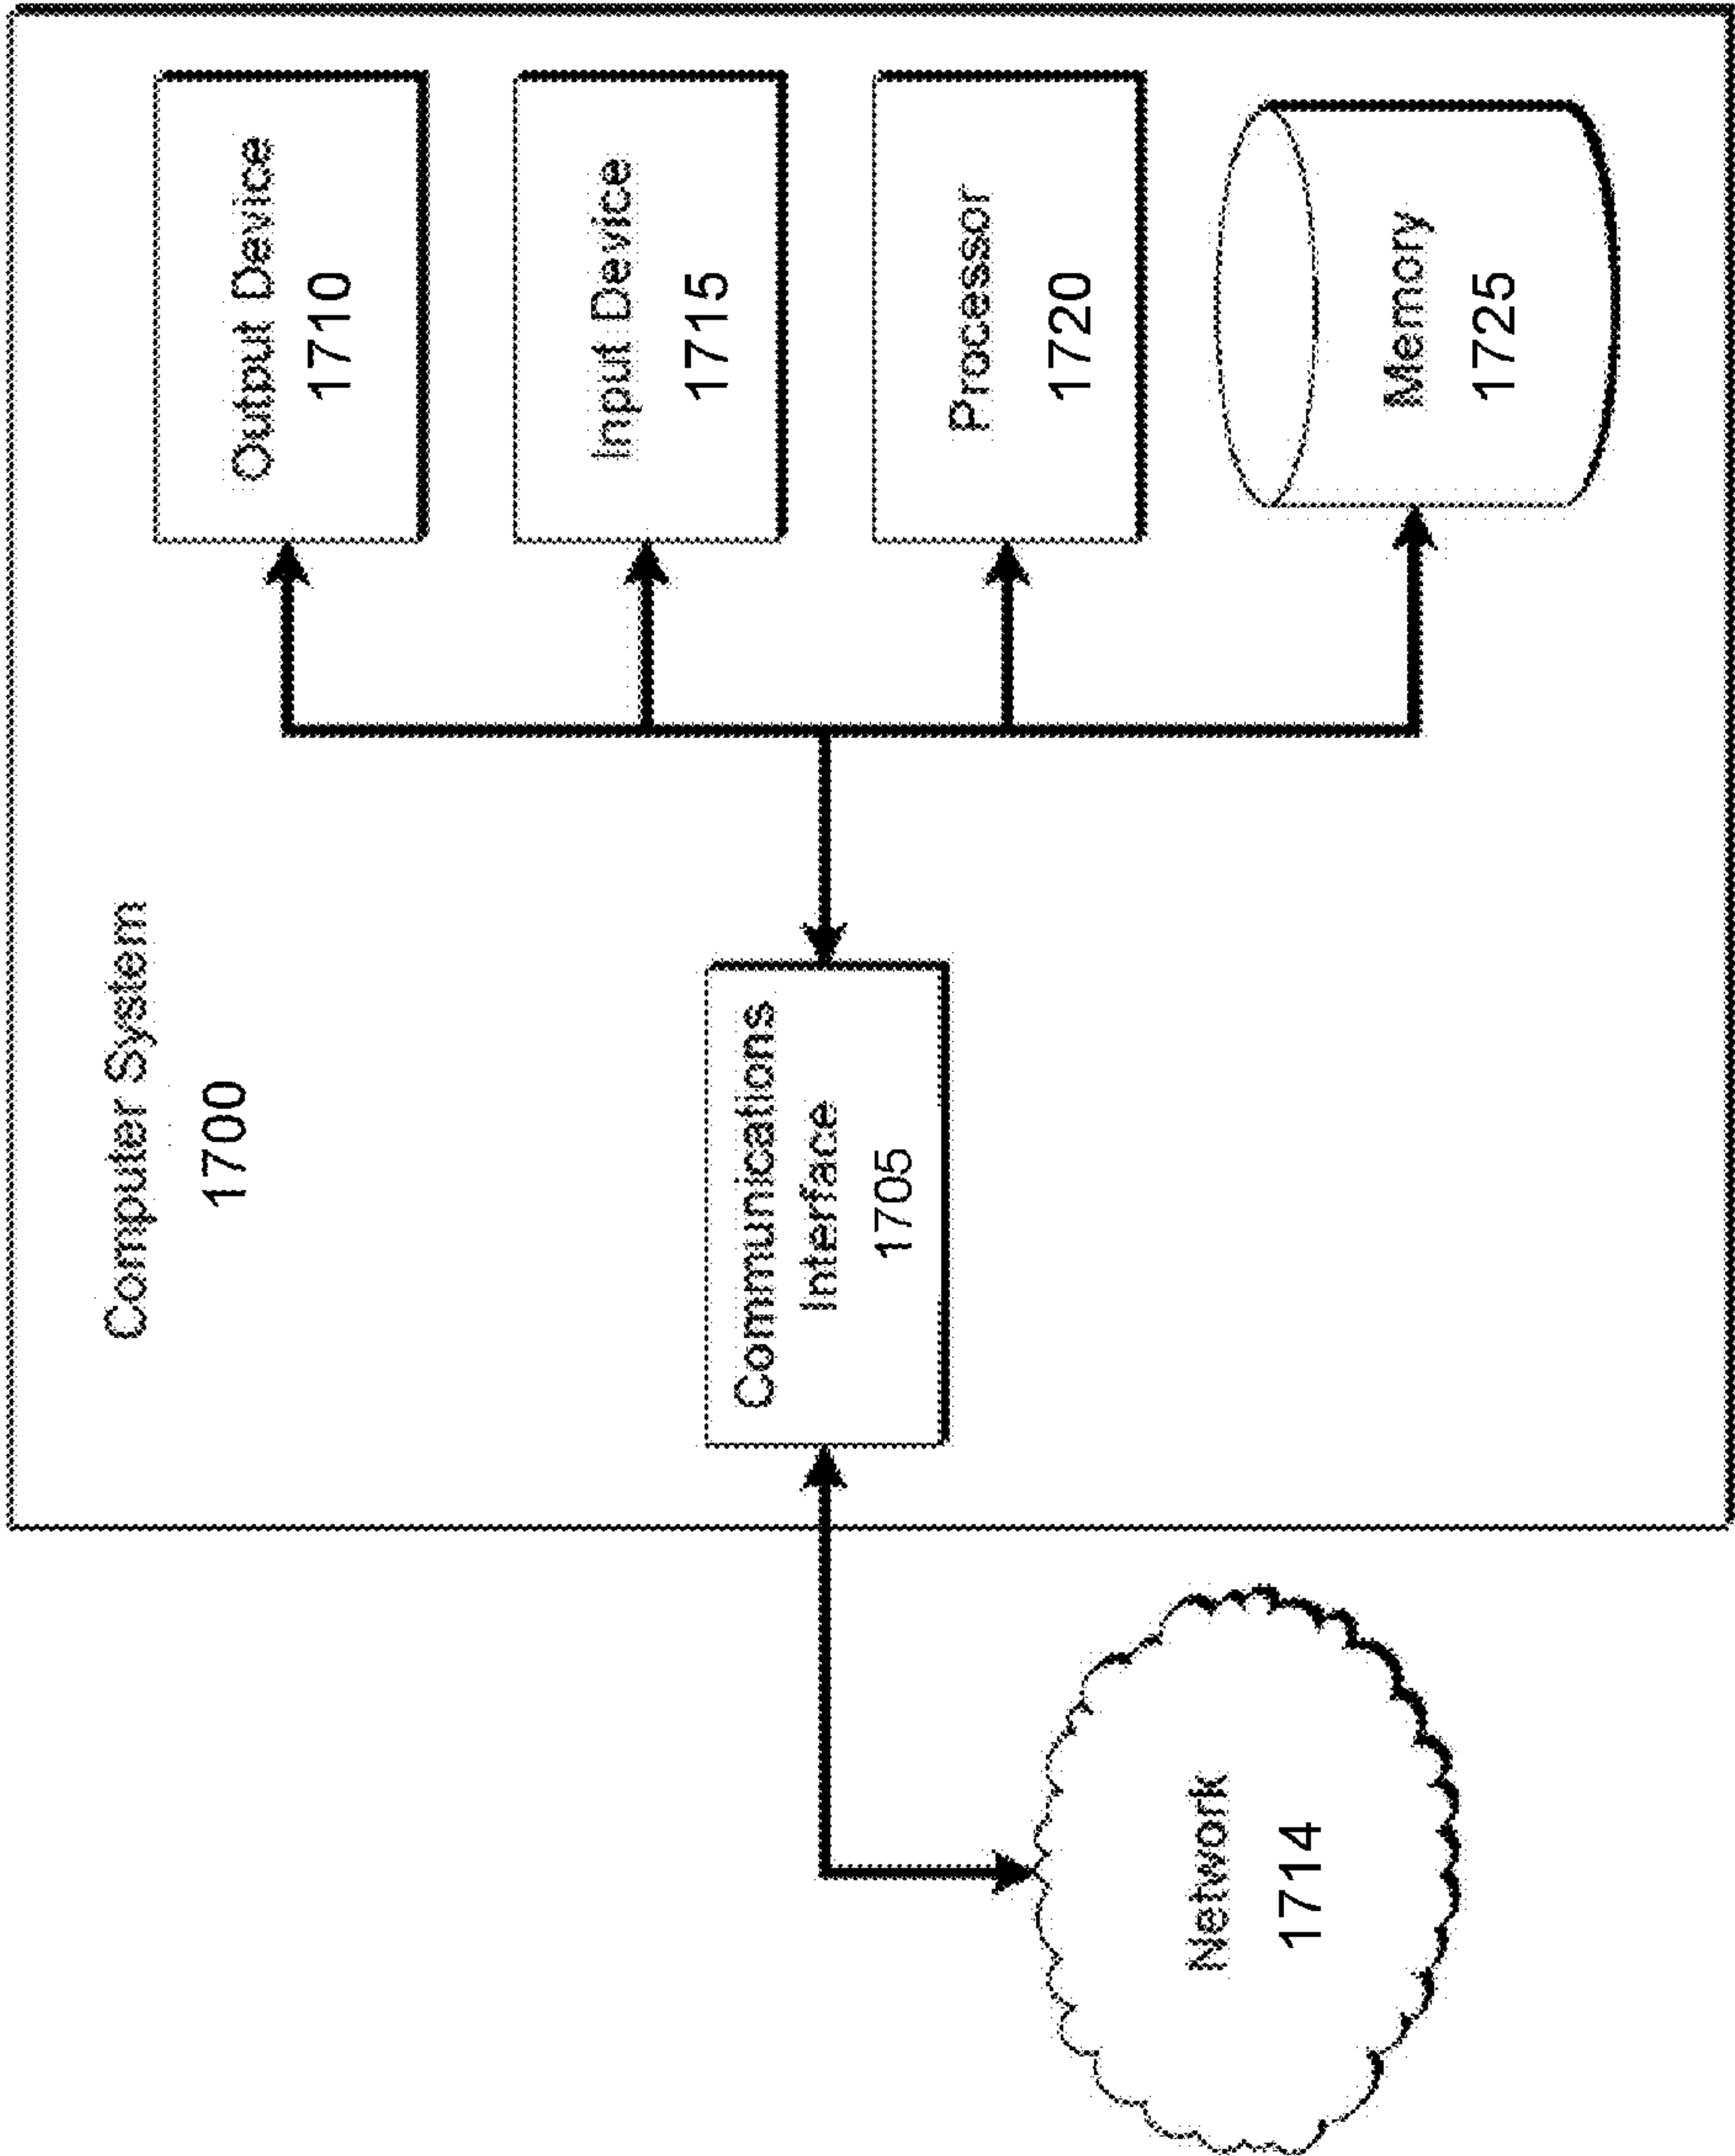 Computer System
1700
Output Device
1710
Input Device
1715
Communications
Interface
1705
Processor
1720
Network
1714
Memory
1725